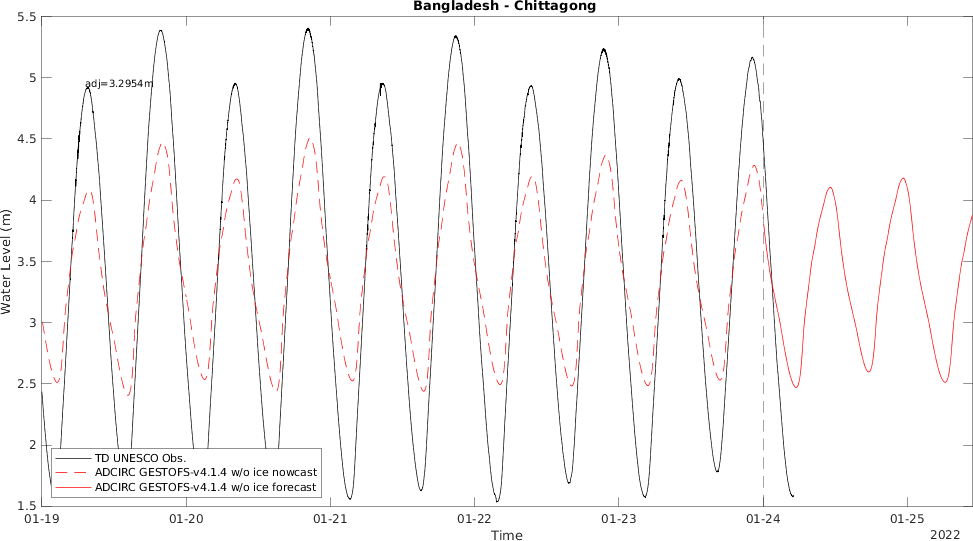 Bangladesh - Chittagong
5.5
5
4.5
4
3.5
3
2.5
2
1.5
Water Level (m)
adj=3.2954m
TD UNESCO Obs.
ADCIRC GESTOFS-v4.1.4 w/o ice nowcast
ADCIRC GESTOFS-v4.1.4 w/o ice forecast
01-19 01-20 01-21 01-22 01-23 01-24 01-25
Time
2022